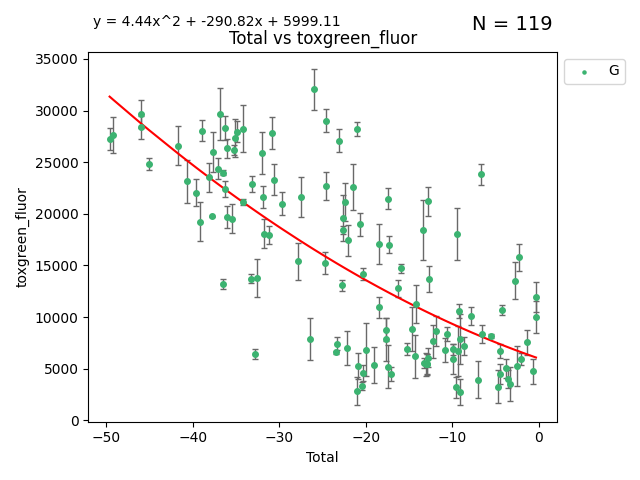 y = 4.44x^2 + -290.82x + 5999.11
N = 119
Total vs toxgreen_fluor
G
35000
30000
25000
20000
15000
10000
5000
0
toxgreen_fluor
−50 −40 −30 −20 −10 0
Total